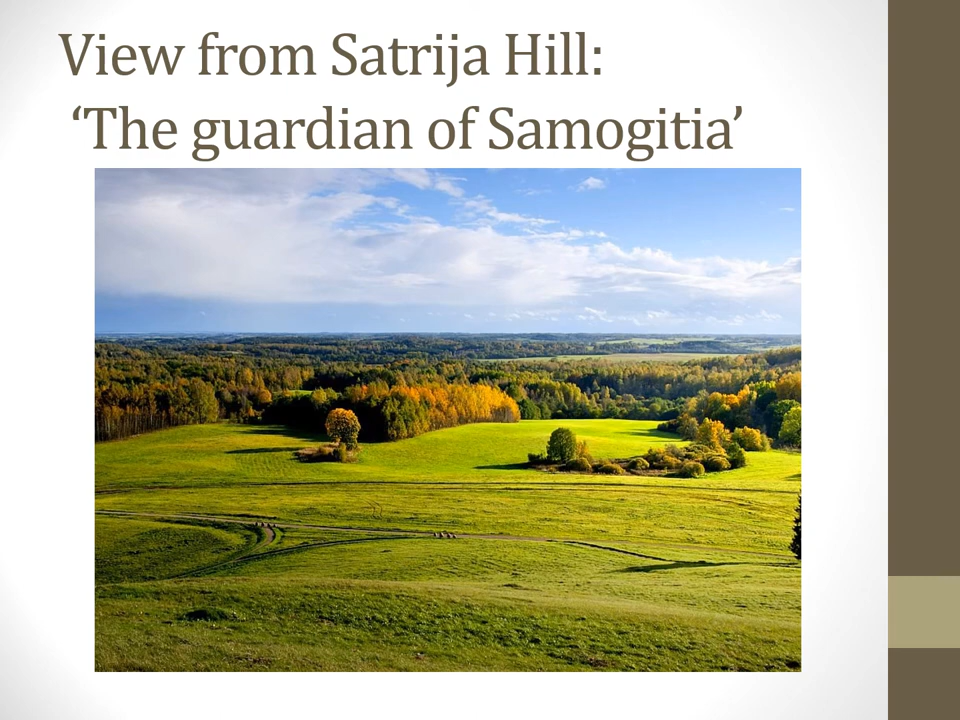 View from Satrija Hill:
‘The guardian of Samogitia’